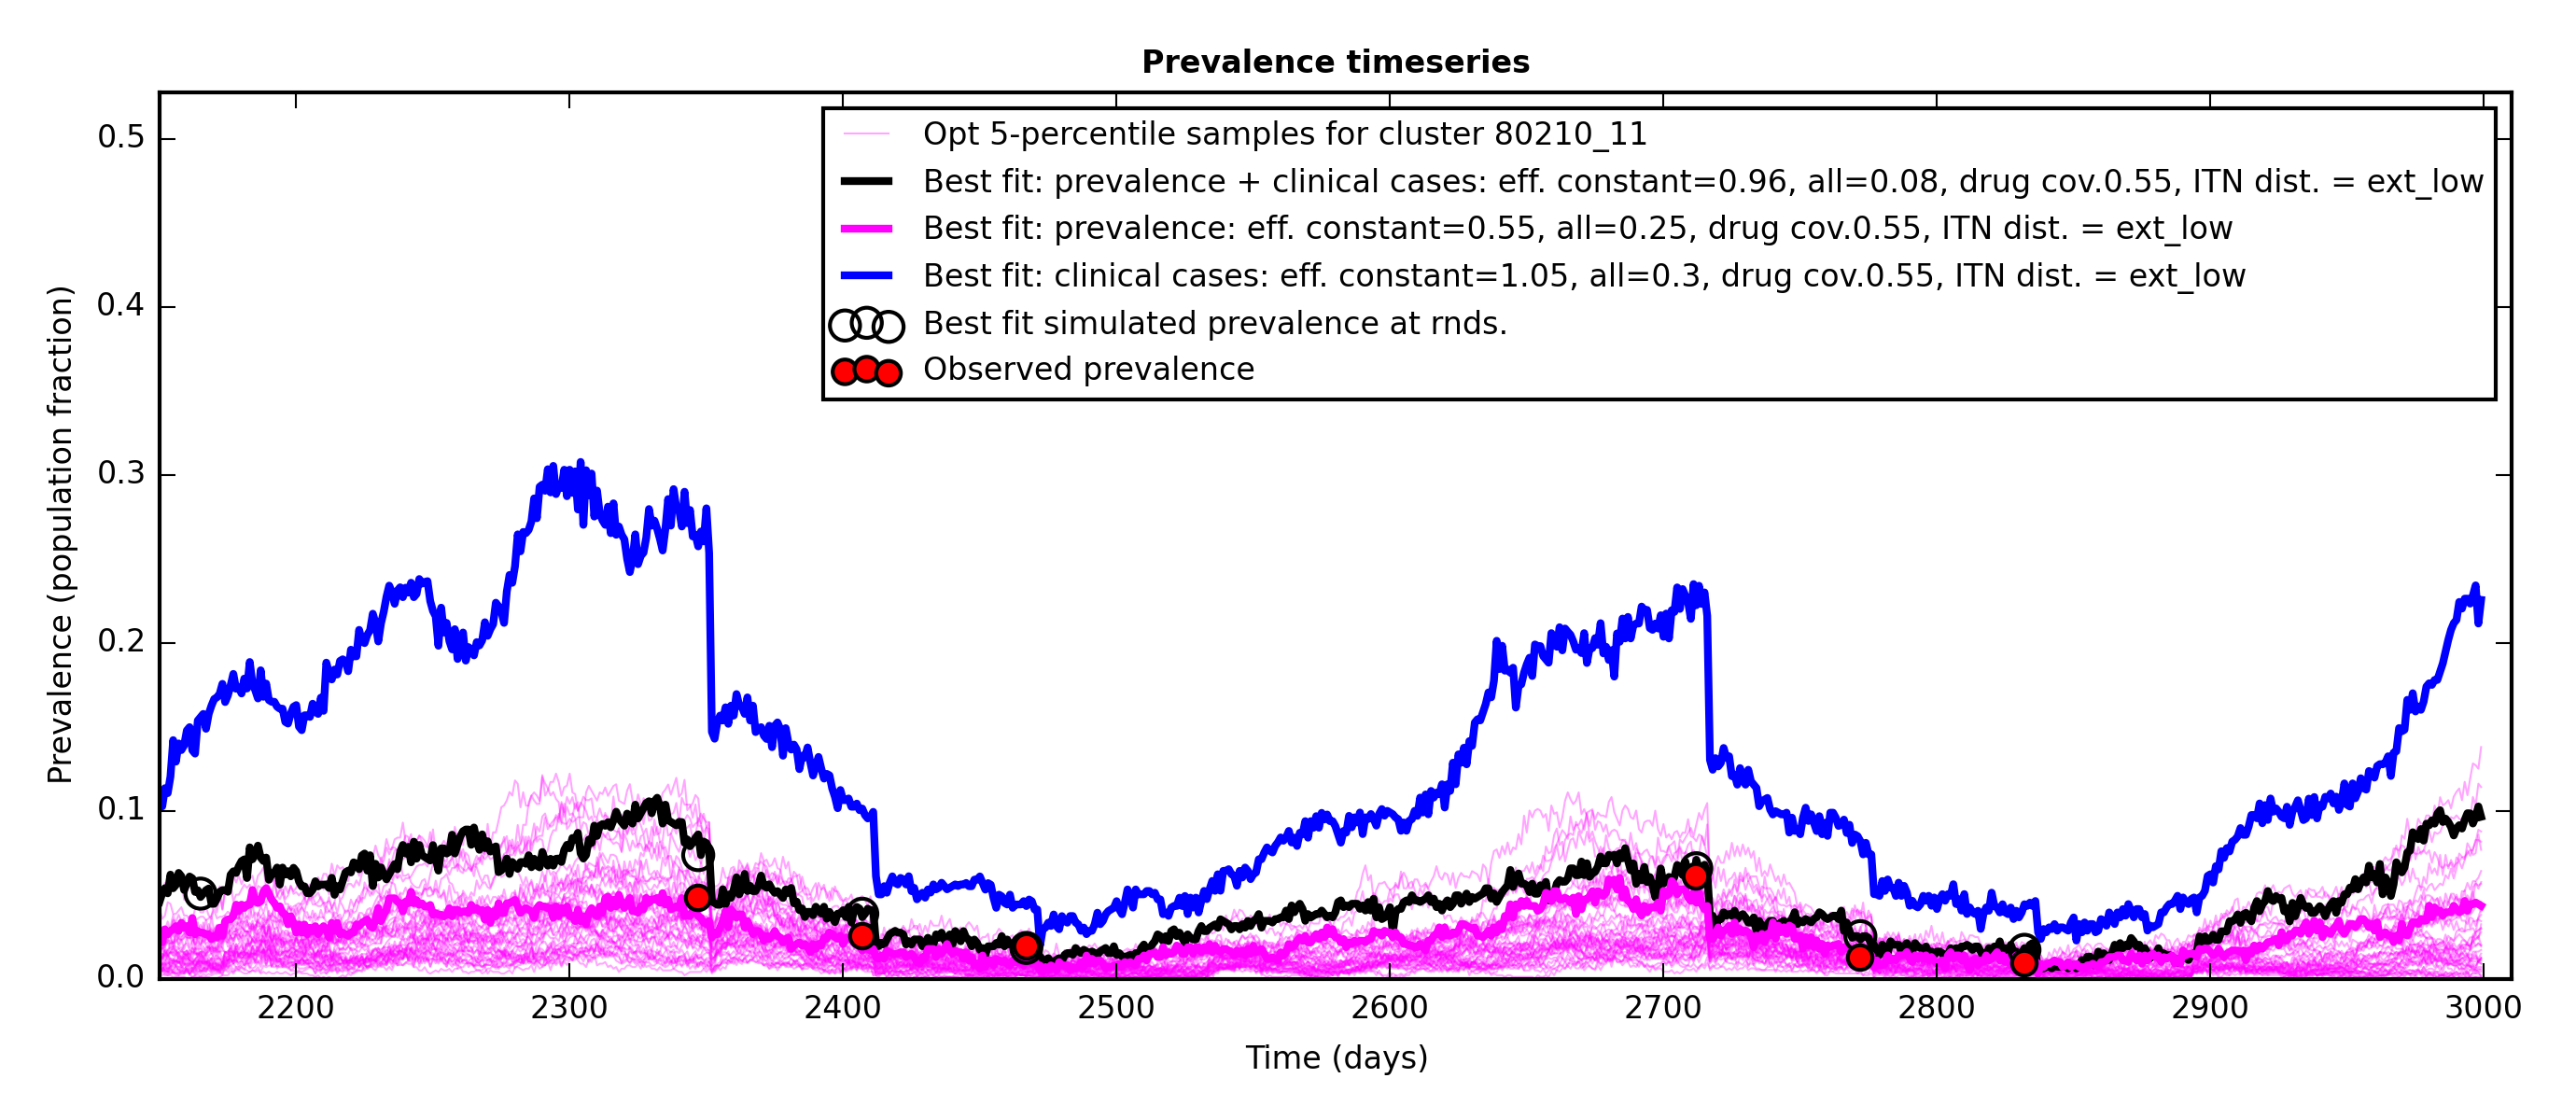 Prevalence timeseries
Opt 5-percentile samples for cluster 80210_11
Best fit: prevalence + clinical cases: eff. constant=0.96, all=0.08, drug cov.0.55, ITN dist. = ext_low
Best fit: prevalence: eff. constant=0.55, all=0.25, drug cov.0.55, ITN dist. = ext_low
Best fit: clinical cases: eff. constant=1.05, all=0.3, drug cov.0.55, ITN dist. = ext_low
Best fit simulated prevalence at rnds.
Observed prevalence
Prevalence (population fraction)
0.5
0.4
0.3
0.2
0.1
0.0
2200 2300 2400 2500 2600 2700 2800 2900 3000
Time (days)